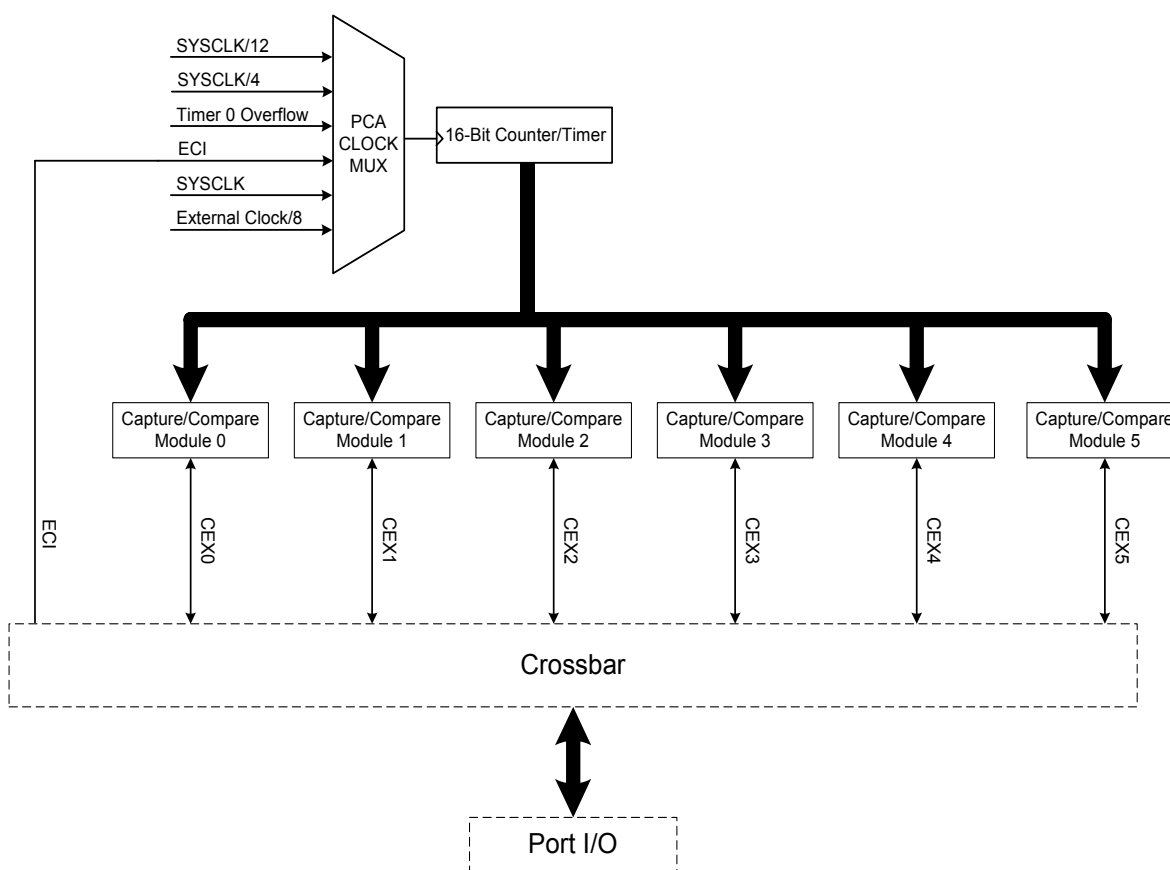 SYSCLK/12
SYSCLK/4
Timer 0 Overflow
ECI
SYSCLK
External Clock/8
PCA
CLOCK
MUX
16-Bit Counter/Timer
Capture/Compare
Module 0
Capture/Compare
Module 1
Capture/Compare
Module 2
Capture/Compare
Module 3
Capture/Compare
Module 4
Capture/Compare
Module 5
ECI
CEX0
CEX1
CEX2
CEX3
CEX4
CEX5
Crossbar
Port I/O